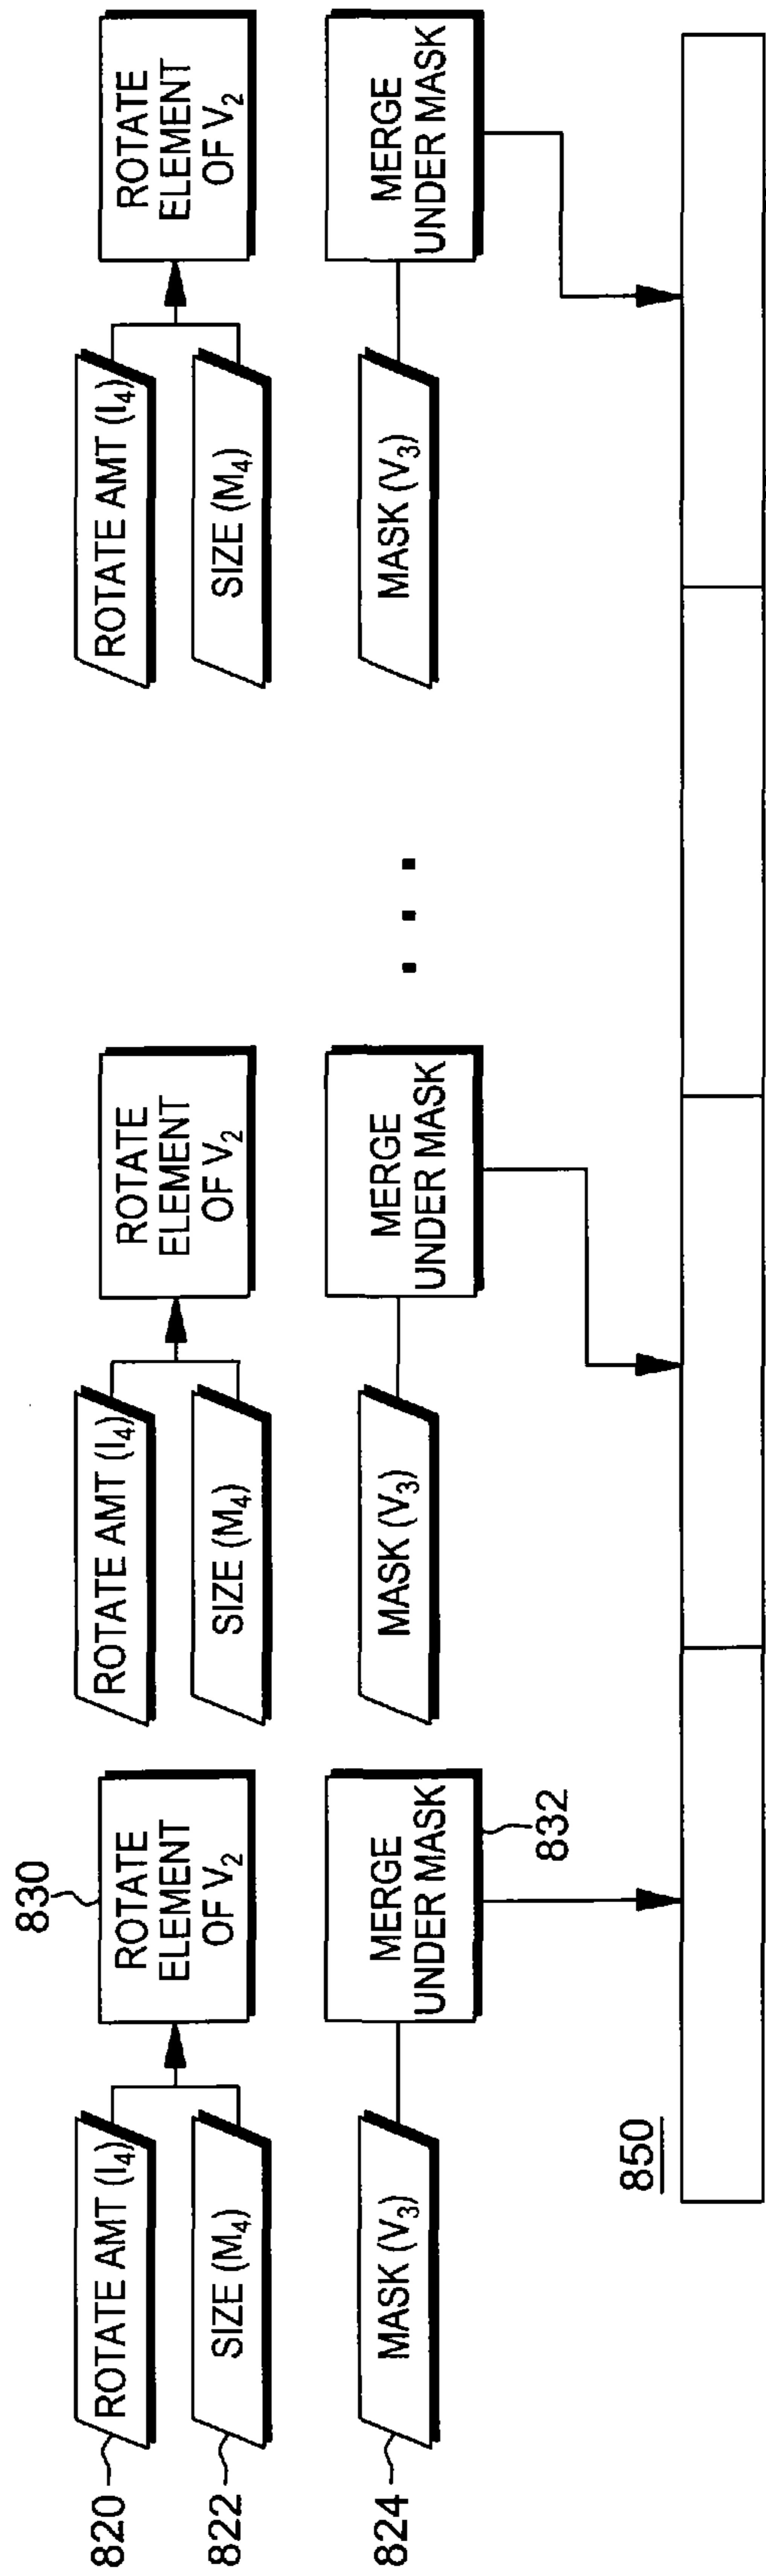 830
820
ROTATE AMT (I4)
ROTATE
ELEMENT
OF V2
ROTATE AMT (I4)
ROTATE
ELEMENT
OF V2
ROTATE AMT (I4)
ROTATE
ELEMENT
OF V2
822
SIZE (M4)
SIZE (M4)
SIZE (M4)
824
MASK (V3)
MERGE
UNDER MASK
MASK (V3)
MERGE
UNDER MASK
. . .
MASK (V3)
MERGE
UNDER MASK
832
850